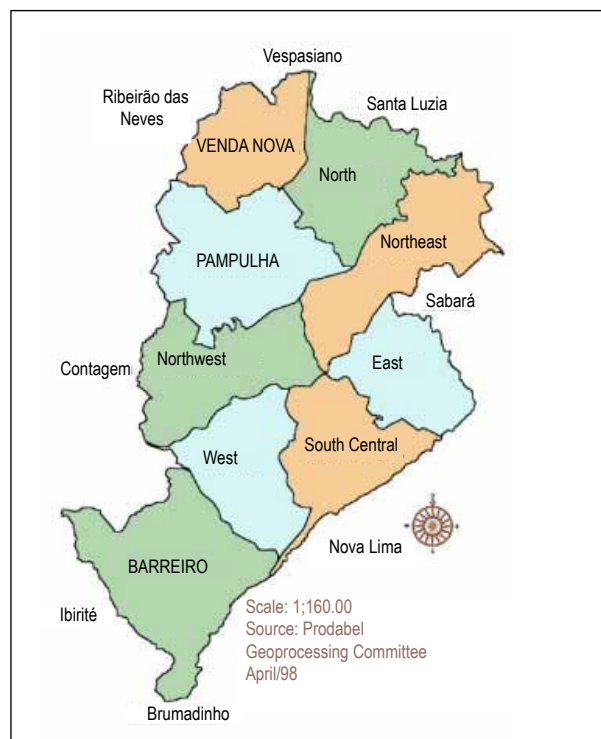 Vespasiano
Ribeirão das
Neves
Santa Luzia
VENDA NOVA
North
Northeast
PAMPULHA
Sabará
Northwest
East
Contagem
South Central
West
Nova Lima
BARREIRO
Ibirité
Scale: 1;160.00
Source: Prodabel
Geoprocessing Committee
April/98
Brumadinho